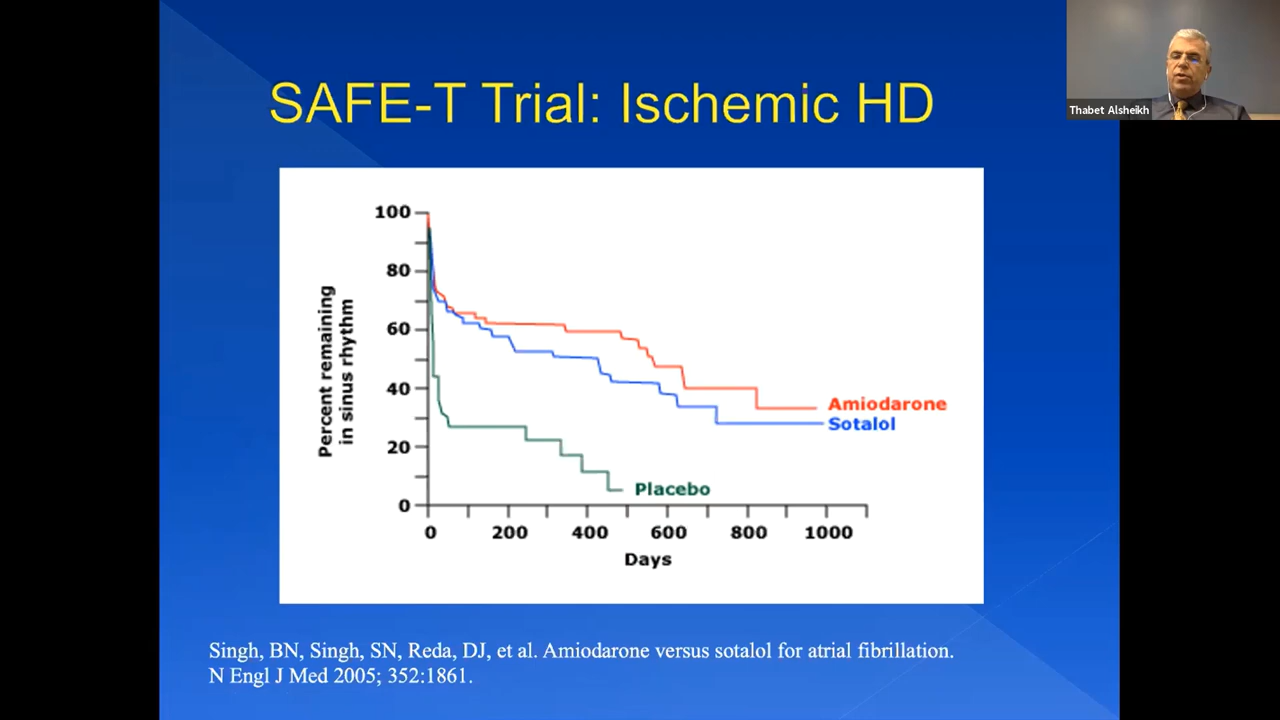 SAFE-T Trial: Ischemic HD
Thabet Alsheikh
Percent remaining
in sinus rhythm
100
80
60
40
20
0
Amiodarone
Sotalol
Placebo
0 200 400 600 800 1000
Days
Singh, BN, Singh, SN, Reda, DJ, et al. Amiodarone versus sotalol for atrial fibrillation.
N Engl J Med 2005; 352:1861.